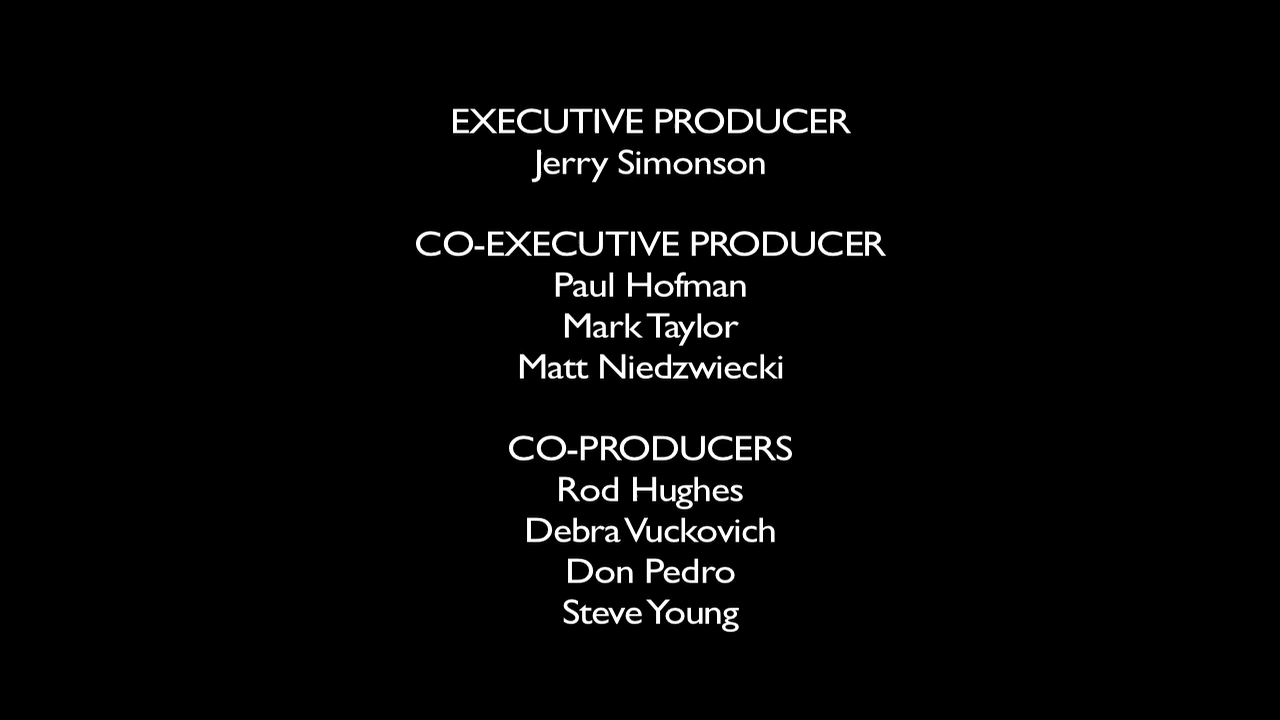 EXECUTIVE PRODUCER
Jerry Simonson
CO-EXECUTIVE PRODUCER
Paul Hofman
Mark Taylor
Matt Niedzwiecki
CO-PRODUCERS
Rod Hughes
Debra Vuckovich
Don Pedro
Steve Young